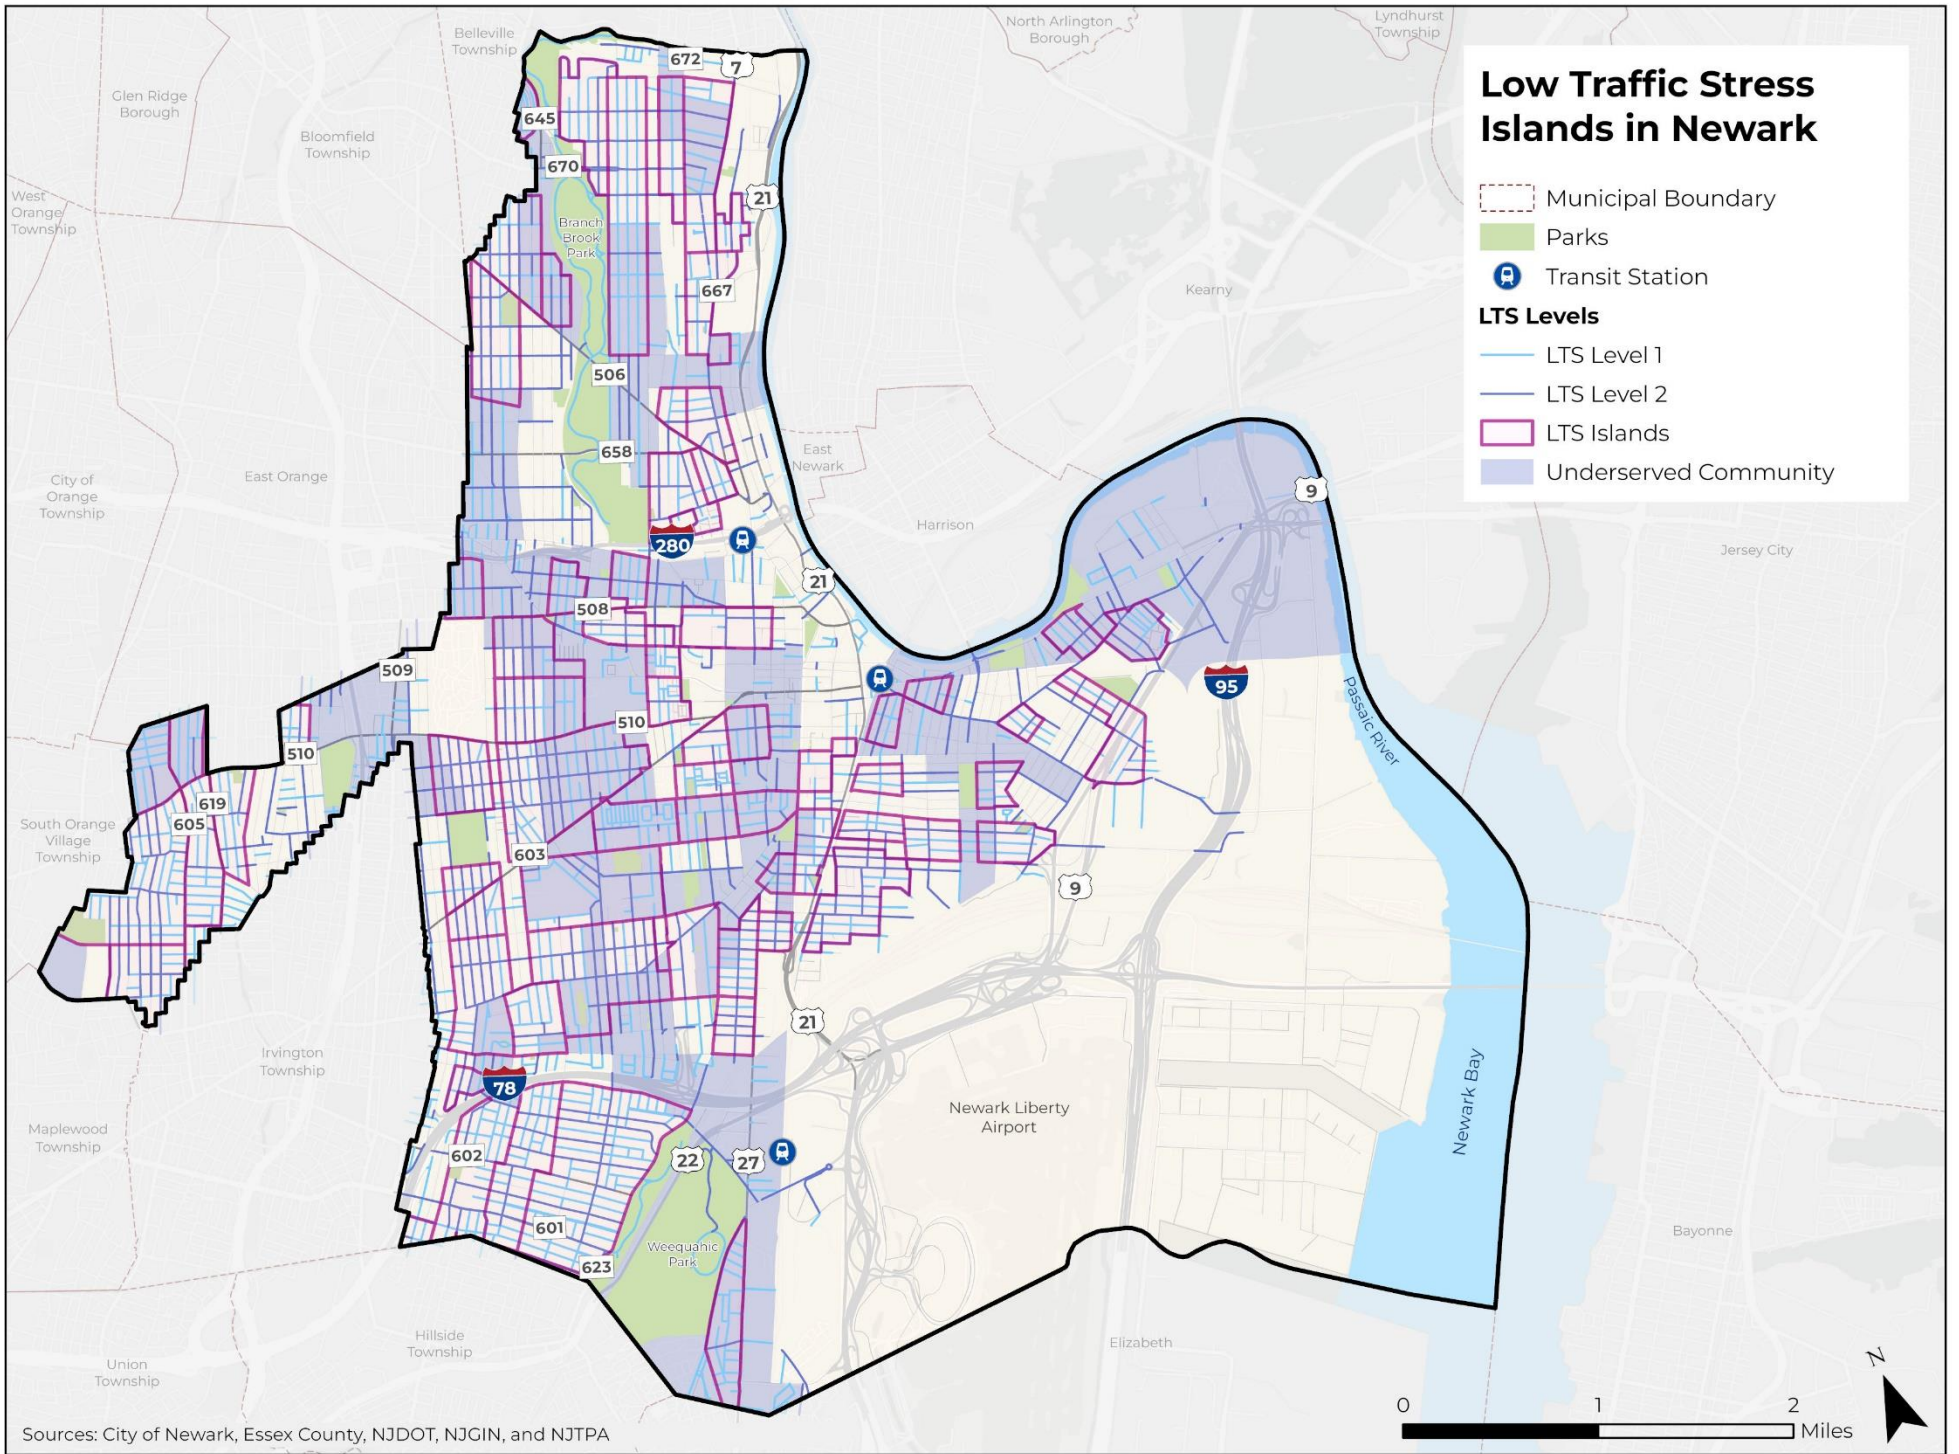 Low Traffic Stress
Islands in Newark
Municipal Boundary
Parks
Transit Station
LTS Levels
LTS Level 1
LTS Level 2
LTS Islands
Underserved Community
Belleville
Township
North Arlington
Borough
Lyndhurst
Township
672
7
Glen Ridge
Borough
645
Bloomfield
Township
670
West
Orange
Township
21
Branch
Brook
Park
667
Kearny
506
658
East
Newark
City of
Orange
Township
East Orange
9
Harrison
280
Jersey City
21
508
509
95
Passaic River
510
510
619
605
South Orange
Village
Township
603
9
21
Irvington
Township
78
Newark Liberty
Airport
Newark Bay
Maplewood
Township
602
22
27
601
Weequahic
Park
623
Bayonne
Hillside
Township
Elizabeth
Union
Township
N
0
1
2
Miles
Sources: City of Newark, Essex County, NJDOT, NJGIN, and NJTPA